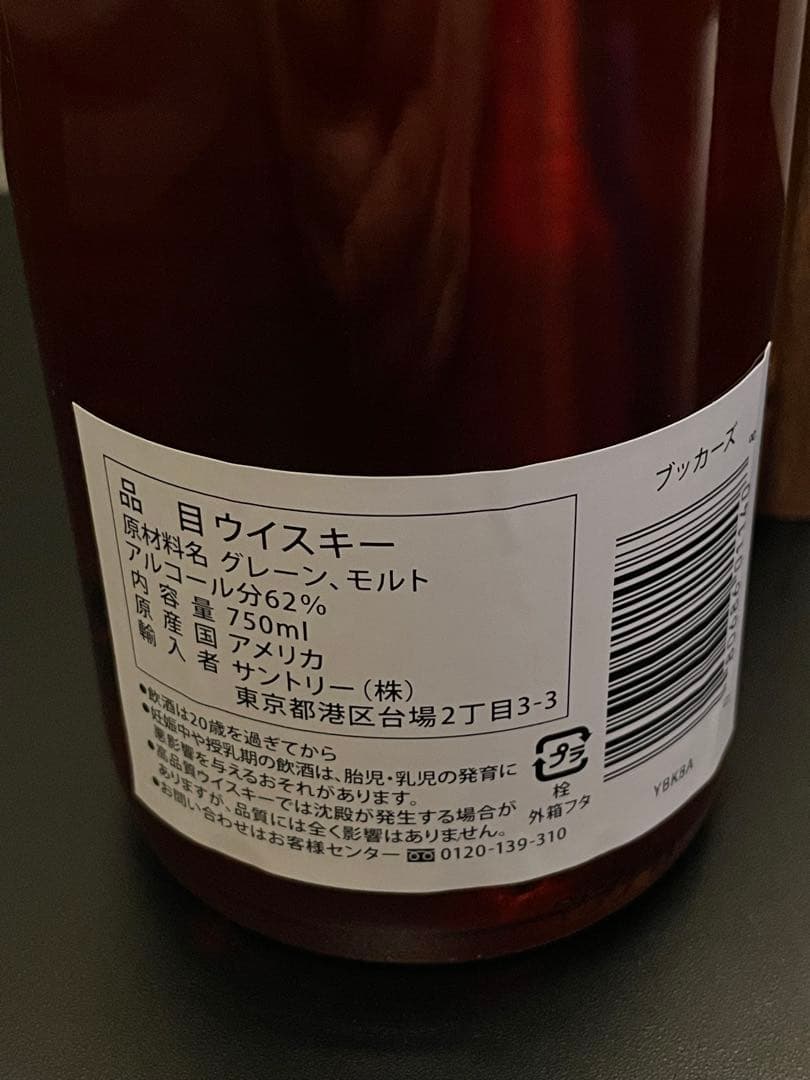 品目 ウイスキー
原材料名 グレーン、モルト
アルコール分62%
内容量 750ml
原産国 アメリカ
輸入者 サントリー(株)
東京都港区台場2丁目3-3
●飲酒は20歳を過ぎてから
●妊娠中や授乳期の飲酒は、胎児・乳児の発育に
悪影響を与えるおそれがあります。
●高品質ウイスキーでは沈殿が発生する場合が
ありますが、品質には全く影響はありません。
●お問い合わせはお客様センター 0120-139-310
プラ
栓
外箱フタ
ブッカーズ
YBKBA